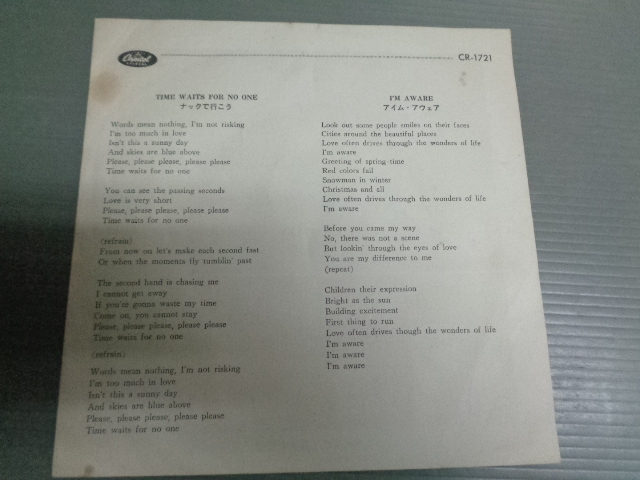 Capitol
CR-1721
TIME WAITS FOR NO ONE
ナックで行こう
Words mean nothing, I'm not risking
I'm too much in love
Isn't this a sunny day
And skies are blue above
Please, please please, please please
Time waits for no one
You can see the passing seconds
Love is very short
Please, please please, please please
Time waits for no one
(refrain)
From now on let's make each second fast
Or when the moments fly tumblin' past
The second hand is chasing me
I cannot get away
If you're gonna waste my time
Come on, you cannot stay
Please, please please, please please
Time waits for no one
(refrain)
Words mean nothing, I'm not risking
I'm too much in love
Isn't this a sunny day
And skies are blue above
Please, please please, please please
Time waits for no one
I'M AWARE
アイム・アウェア
Look out some people smiles on their faces
Cities around the beautiful places
Love often drives through the wonders of life
I'm aware
Greeting of spring-time
Red colors fall
Snowman in winter
Christmas and all
Love often drives through the wonders of life
I'm aware
Before you came my way
No, there was not a scene
But lookin' through the eyes of love
You are my difference to me
(repeat)
Children their expression
Bright as the sun
Building excitement
First thing to run
Love often drives though the wonders of life
I'm aware
I'm aware
I'm aware